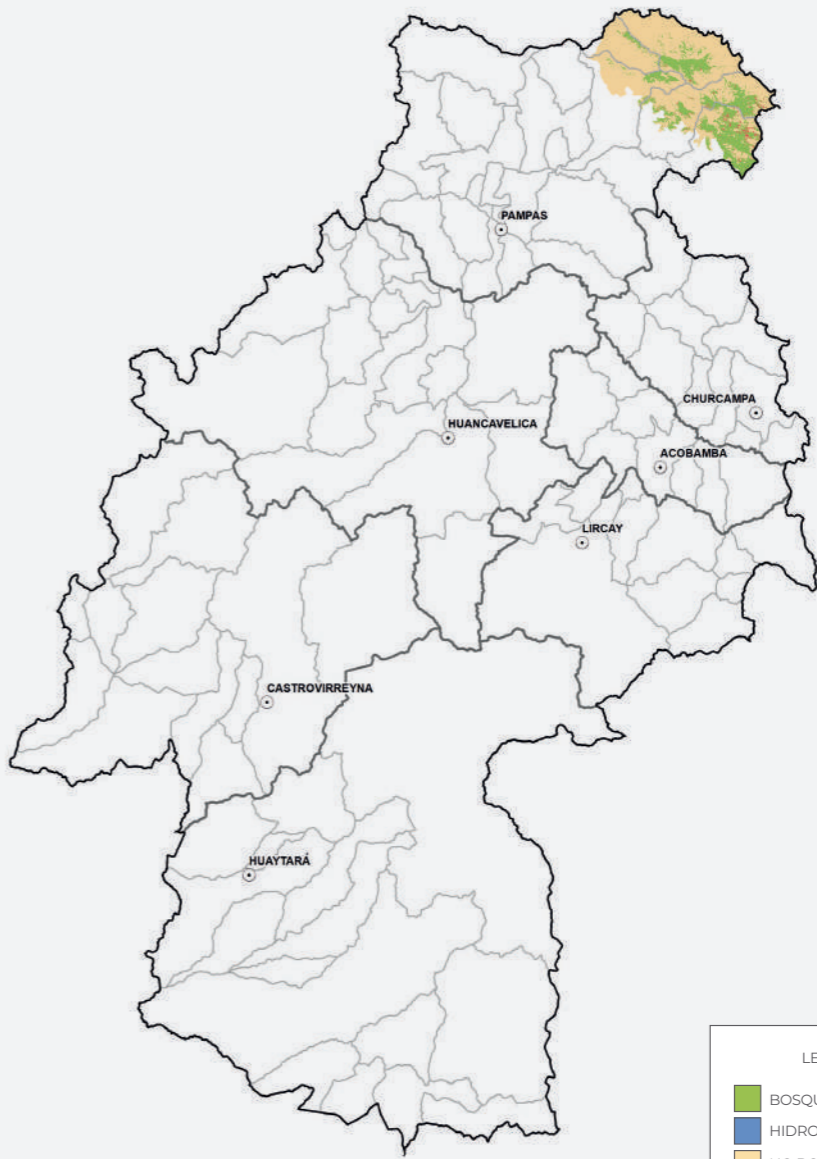 PAMPAS
CHURCAMPA
HUANCAVELICA
ACOBAMBA
LIRCAY
CASTROVIRREYNA
HUAYTARÁ
LE
BOSQU
HIDRO